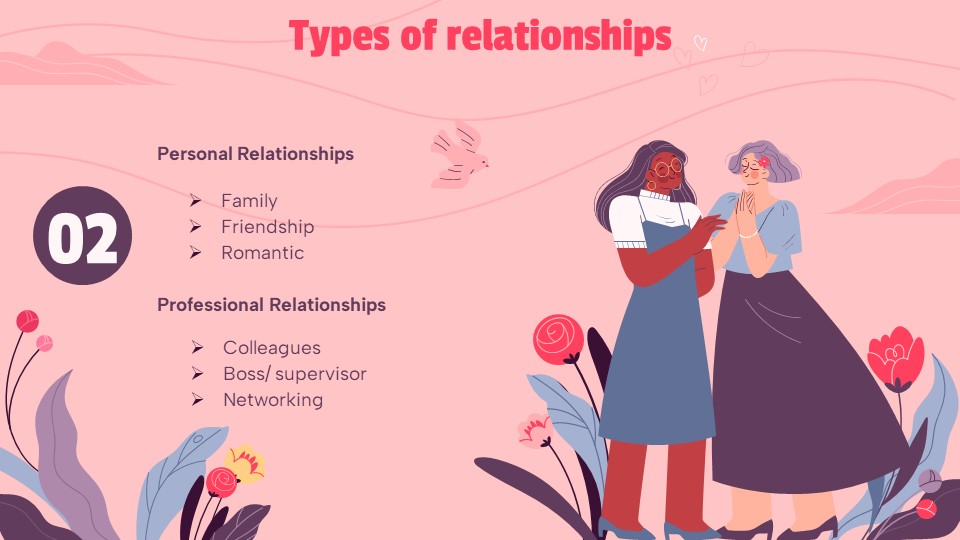 Types of relationships
Personal Relationships
Family
Friendship
Romantic
02
Professional Relationships
Colleagues
Boss/ supervisor
Networking